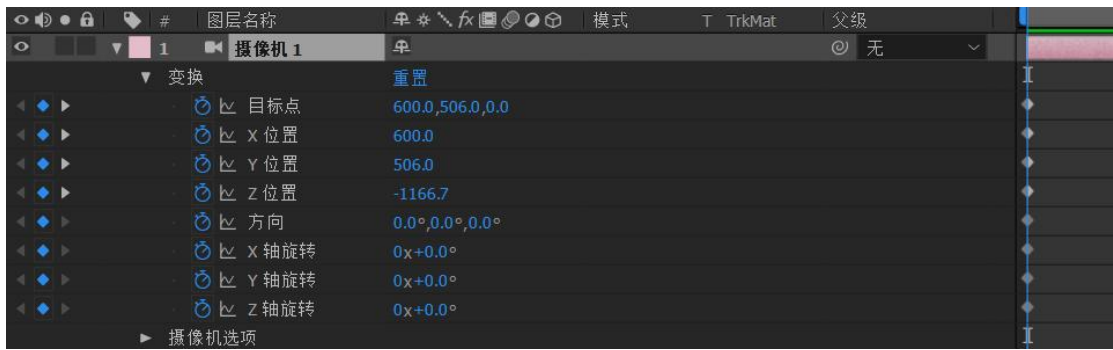 # 图层名称 fx 模式 T TrkMat 父级
1 摄像机 1 无
变换 重置
目标点 600.0,506.0,0.0
X 位置 600.0
Y 位置 506.0
Z 位置 -1166.7
方向 0.0°,0.0°,0.0°
X 轴旋转 0x+0.0°
Y 轴旋转 0x+0.0°
Z 轴旋转 0x+0.0°
摄像机选项